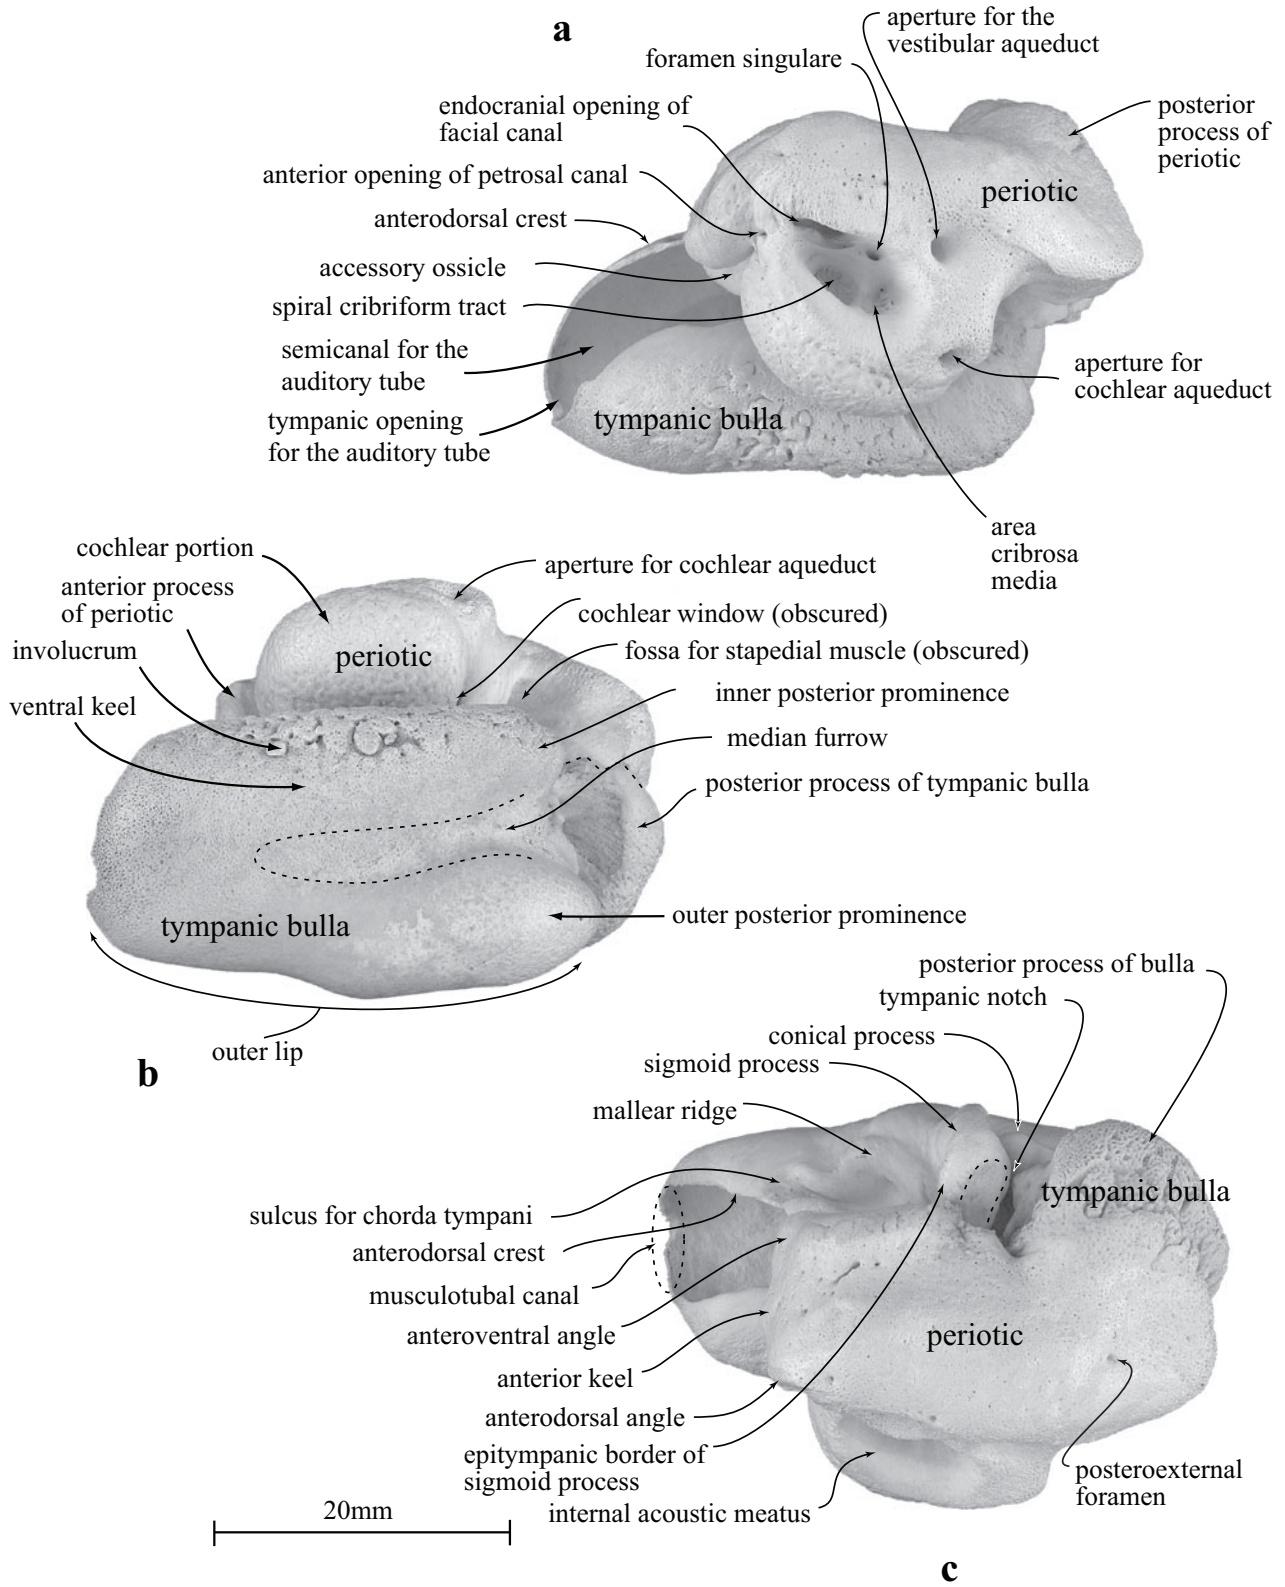 a
aperture for the
vestibular aqueduct
foramen singulare
endocranial opening of
facial canal
posterior
process of
periotic
anterior opening of petrosal canal
periotic
anterodorsal crest
accessory ossicle
spiral cribriform tract
semicanal for the
auditory tube
aperture for
cochlear aqueduct
tympanic opening
for the auditory tube
tympanic bulla
area
cribrosa
media
cochlear portion
aperture for cochlear aqueduct
anterior process
of periotic
cochlear window (obscured)
involucrum
periotic
fossa for stapedial muscle (obscured)
ventral keel
inner posterior prominence
median furrow
posterior process of tympanic bulla
tympanic bulla
outer posterior prominence
outer lip
b
posterior process of bulla
tympanic notch
conical process
sigmoid process
mallear ridge
tympanic bulla
sulcus for chorda tympani
anterodorsal crest
musculotubal canal
anteroventral angle
periotic
anterior keel
anterodorsal angle
epitympanic border of
sigmoid process
internal acoustic meatus
posteroexternal
foramen
20mm
c